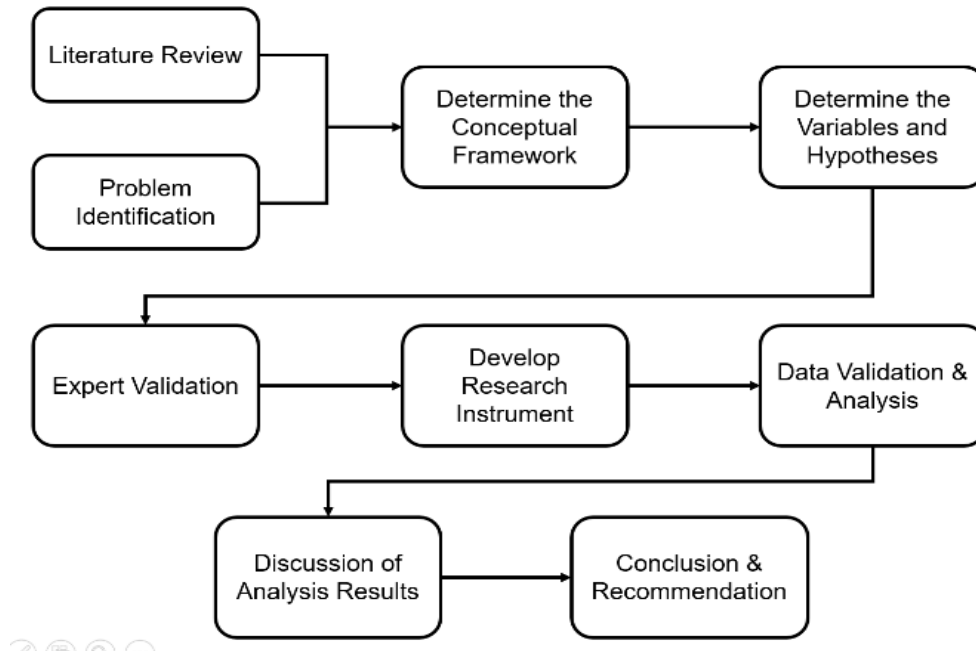 Literature Review
Problem
Identification
Determine the
Conceptual
Framework
Determine the
Variables and
Hypotheses
Expert Validation
Develop
Research
Instrument
Data Validation &
Analysis
Discussion of
Analysis Results
Conclusion &
Recommendation